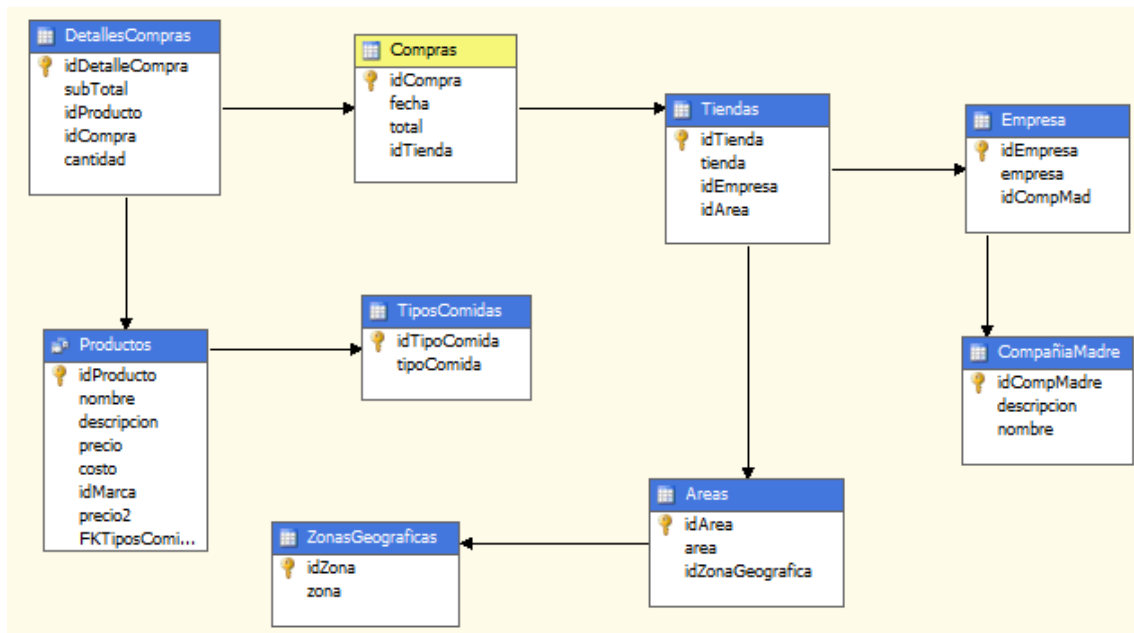 DetallesCompras
idDetalleCompra
subTotal
idProducto
idCompra
cantidad
Compras
idCompra
fecha
total
idTienda
Tiendas
idTienda
tienda
idEmpresa
idArea
Empresa
idEmpresa
empresa
idCompMad
Productos
idProducto
nombre
descripcion
precio
costo
idMarca
precio2
FKTiposComi...
TiposComidas
idTipoComida
tipoComida
CompañiaMadre
idCompMadre
descripcion
nombre
Areas
idArea
area
idZonaGeografica
ZonasGeograficas
idZona
zona